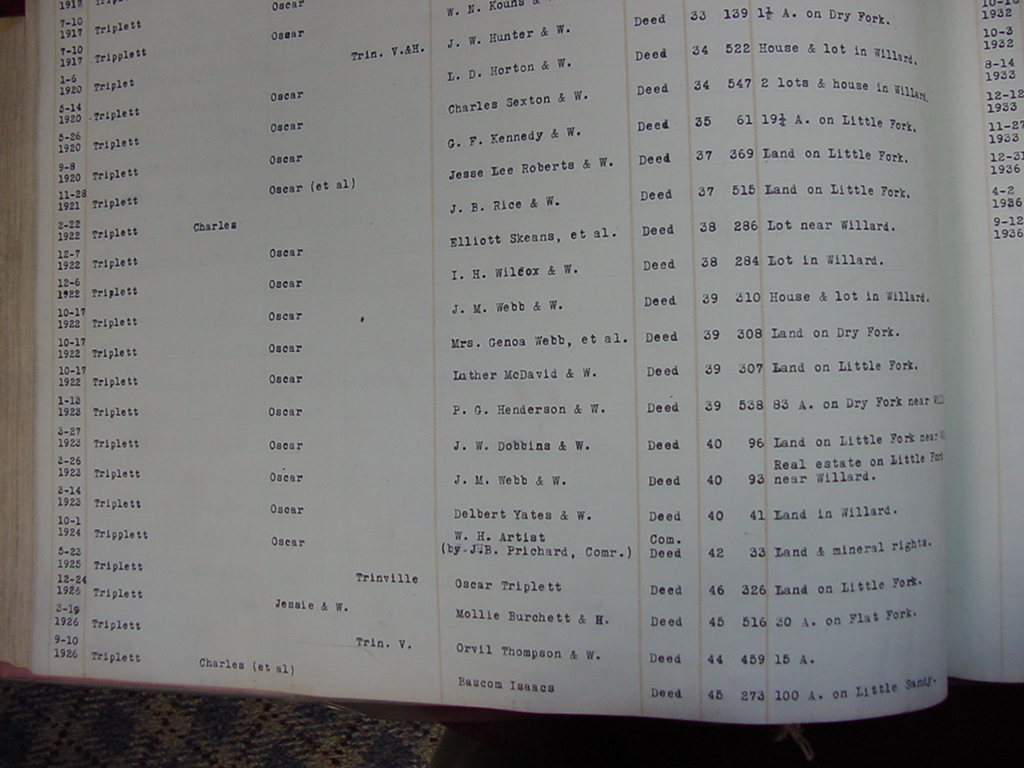 1917 Triplett Oscar
7-10
1917 Triplett Oscar W. N. Kouns & W.
7-10
1917 Tripplett Trin. V.&H. J. W. Hunter & W. Deed 33 139 1½ A. on Dry Fork.
1-6
1920 Triplet Oscar L. D. Horton & W. Deed 34 522 House & lot in Willard.
5-14
1920 Triplett Oscar Charles Sexton & W. Deed 34 547 2 lots & house in Willard.
5-26
1920 Triplett Oscar G. F. Kennedy & W. Deed 35 61 19½ A. on Little Fork.
9-8
1920 Triplett Oscar (et al) Jesse Lee Roberts & W. Deed 37 369 Land on Little Fork.
11-28
1921 Triplett Charles J. B. Rice & W. Deed 37 515 Land on Little Fork.
2-22
1922 Triplett Oscar Elliott Skeans, et al. Deed 38 286 Lot near Willard.
12-7
1922 Triplett Oscar I. H. Wilcox & W. Deed 38 284 Lot in Willard.
12-6
1922 Triplett Oscar J. M. Webb & W. Deed 39 310 House & lot in Willard.
10-17
1922 Triplett Oscar Mrs. Genoa Webb, et al. Deed 39 308 Land on Dry Fork.
10-17
1922 Triplett Oscar Luther McDavid & W. Deed 39 307 Land on Little Fork.
10-17
1922 Triplett Oscar P. G. Henderson & W. Deed 39 538 83 A. on Dry Fork near
1-13
1923 Triplett Oscar J. W. Dobbins & W. Deed 40 96 Land on Little Fork near
3-27
1923 Triplett Oscar J. M. Webb & W. Deed 40 93 Real estate on Little Fork
near Willard.
3-26
1923 Triplett Oscar Delbert Yates & W. Deed 40 41 Land in Willard.
3-14
1923 Triplett Oscar W. H. Artist Com.
(by J.B. Prichard, Comr.) Deed 42 33 Land & mineral rights.
10-1
1924 Tripplett Trinville Oscar Triplett Deed 46 326 Land on Little Fork.
5-23
1925 Triplett Jessie & W. Mollie Burchett & H. Deed 45 516 30 A. on Flat Fork.
12-24
1926 Triplett Trin. V. Orvil Thompson & W. Deed 44 459 15 A.
3-19
1926 Triplett Charles (et al) Bascom Isaacs Deed 45 273 100 A. on Little Sandy.
9-10
1926 Triplett
1932
10-3
1932
8-14
1933
12-12
1933
11-27
1933
12-31
1936
4-2
1936
9-12
1936